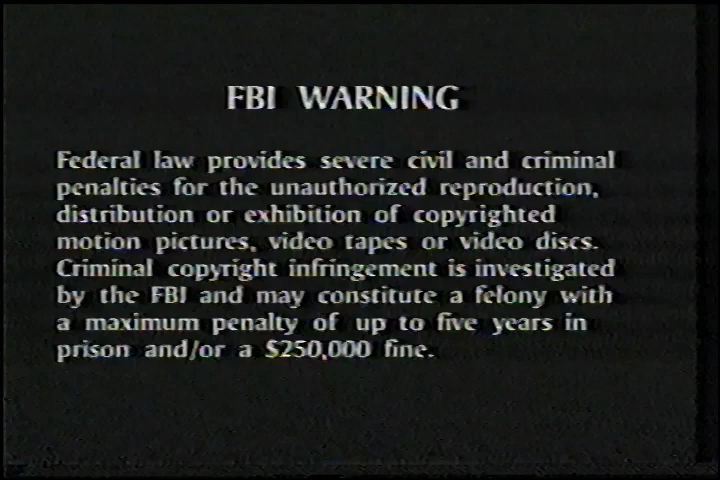 FBI WARNING
Federal law provides severe civil and criminal
penalties for the unauthorized reproduction,
distribution or exhibition of copyrighted
motion pictures, video tapes or video discs.
Criminal copyright infringement is investigated
by the FBI and may constitute a felony with
a maximum penalty of up to five years in
prison and/or a $250,000 fine.